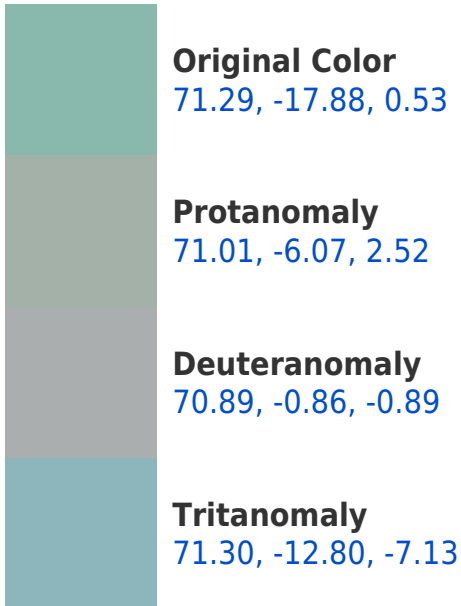 Original Color
71.29, -17.88, 0.53
Protanomaly
71.01, -6.07, 2.52
Deuteranomaly
70.89, -0.86, -0.89
Tritanomaly
71.30, -12.80, -7.13